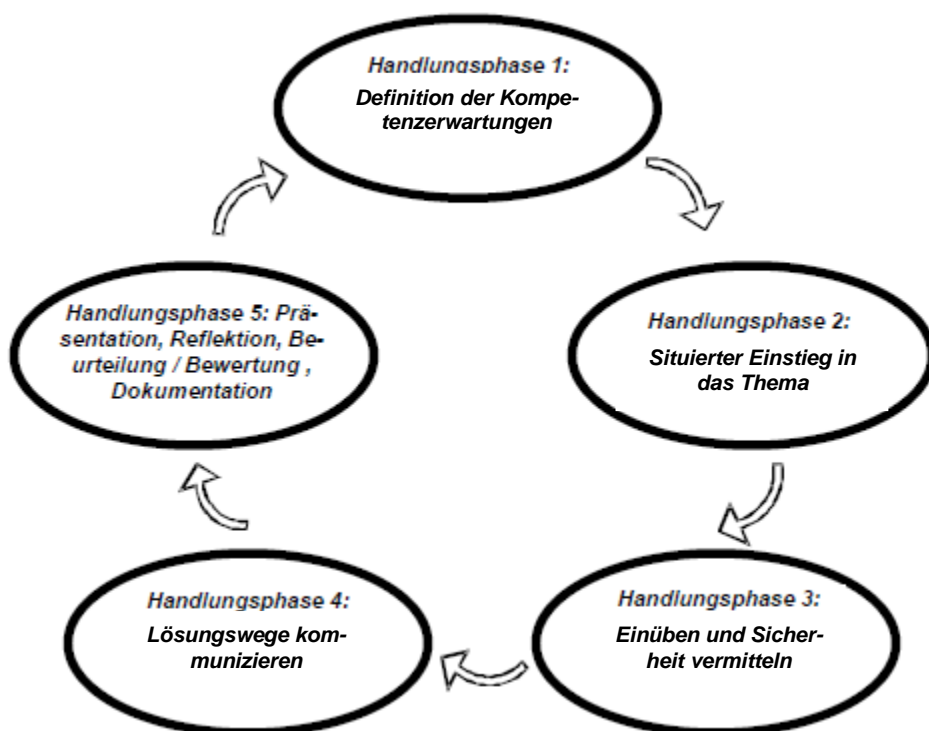 Handlungsphase 1:
Definition der Kompe-
tenzerwartungen
Handlungsphase 2:
Situierter Einstieg in
das Thema
Handlungsphase 3:
Einüben und Sicher-
heit vermitteln
Handlungsphase 4:
Lösungswege kom-
munizieren
Handlungsphase 5: Prä-
sentation, Reflektion, Be-
urteilung / Bewertung ,
Dokumentation